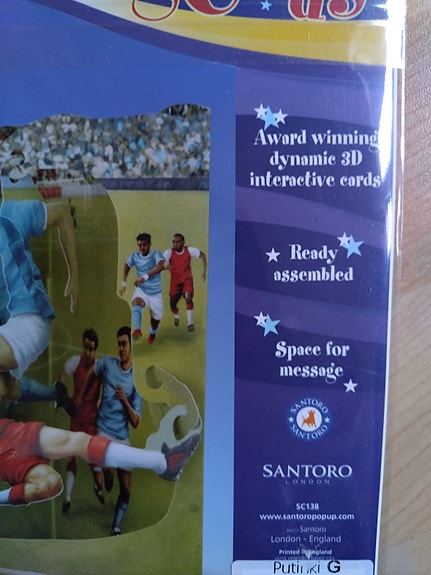 Award winning
dynamic 3D
interactive cards
Ready
assembled
Space for
message
SANTORO
SANTORO
SANTORO
LONDON
SC138
www.santoropopup.com
Santoro
London - England
Printed in England
G